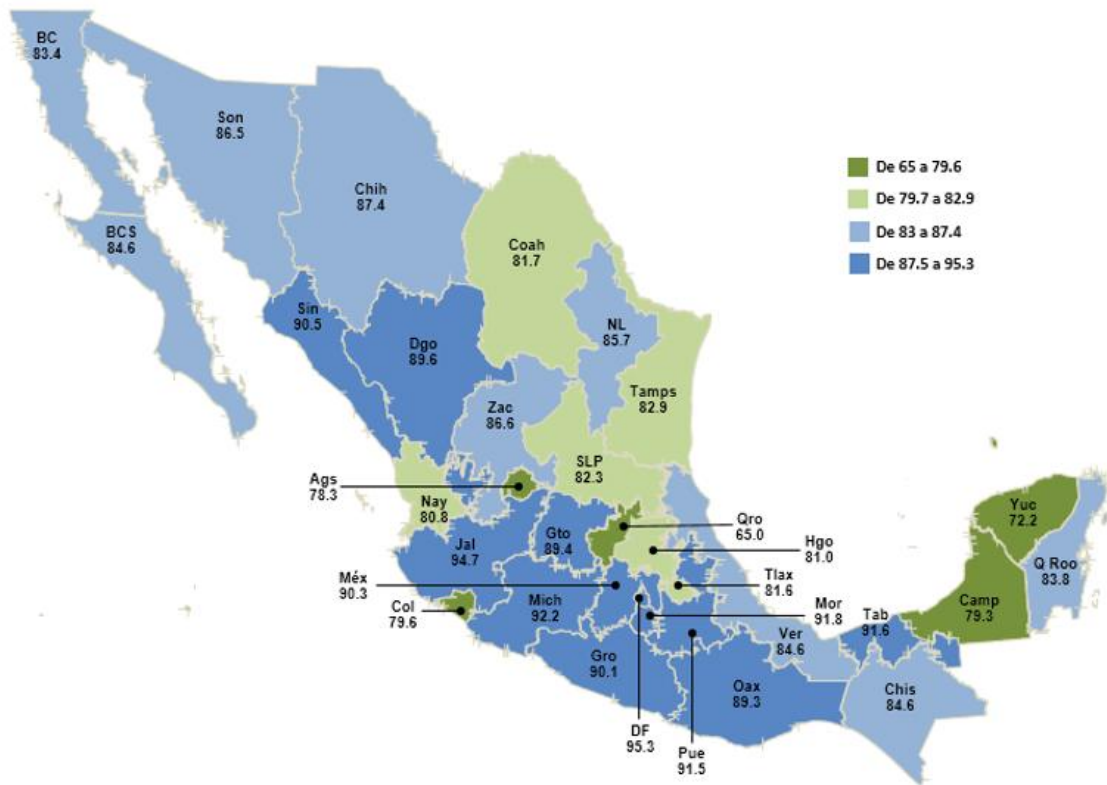 BC
83.4
Son
86.5
Chih
87.4
De 65 a 79.6
De 79.7 a 82.9
De 83 a 87.4
De 87.5 a 95.3
BCS
84.6
Coah
81.7
Sin
90.5
NL
85.7
Dgo
89.6
Tamps
82.9
Zac
86.6
SLP
82.3
Ags
78.3
Nay
80.8
Yuc
72.2
Qro
65.0
Gto
89.4
Jal
94.7
Hgo
81.0
Q Roo
83.8
Méx
90.3
Tlax
81.6
Camp
79.3
Mich
92.2
Col
79.6
Mor
91.8
Tab
91.6
Ver
84.6
Gro
90.1
Oax
89.3
Chis
84.6
DF
95.3
Pue
91.5